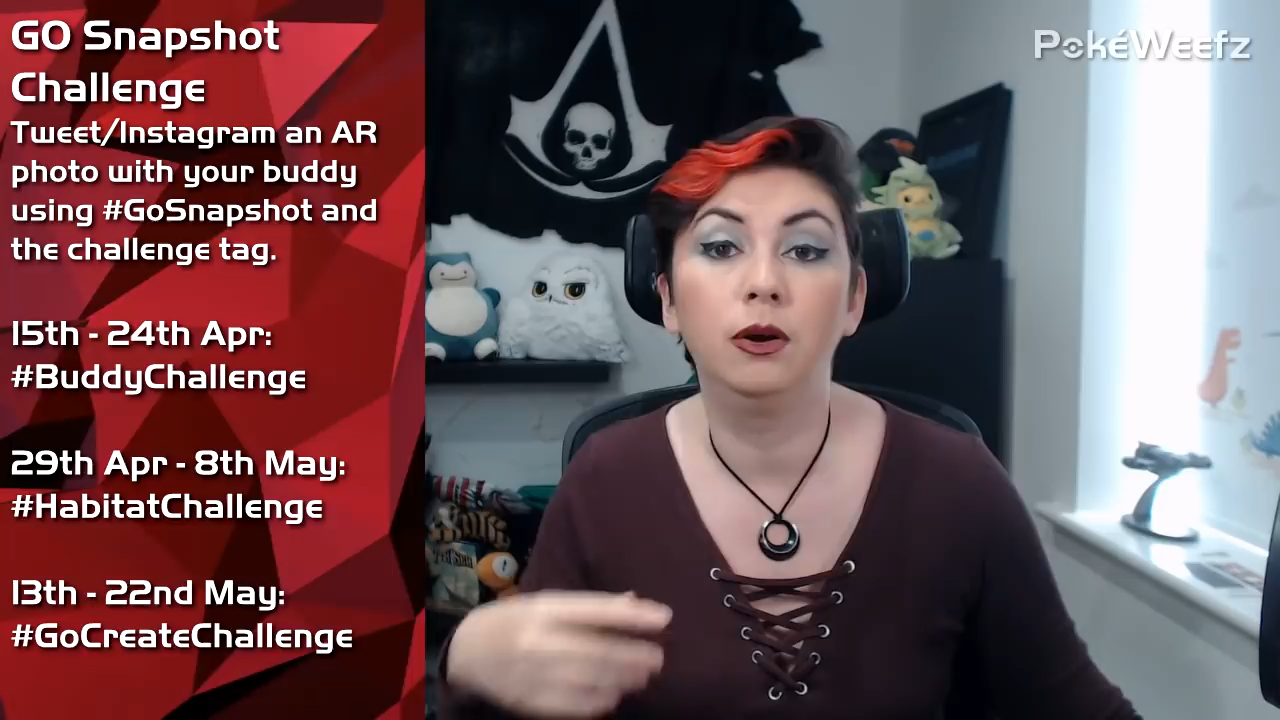 GO Snapshot
Challenge
Tweet/Instagram an AR
photo with your buddy
using #GoSnapshot and
the challenge tag.
15th - 24th Apr:
#BuddyChallenge
29th Apr - 8th May:
#HabitatChallenge
13th - 22nd May:
#GoCreateChallenge
PokéWeefz